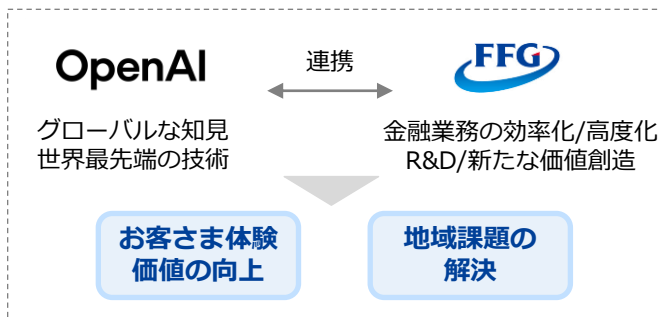 OpenAI
連携
FFG
グローバルな知見
世界最先端の技術
金融業務の効率化/高度化
R&D/新たな価値創造
お客さま体験
価値の向上
地域課題の
解決